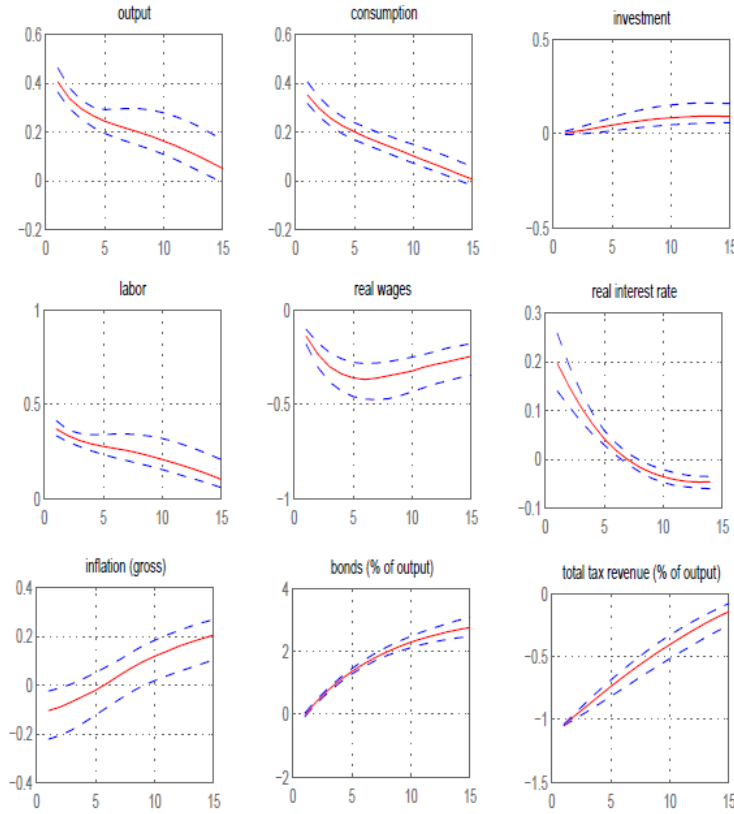 output
0.6
0.4
0.2
0
−0.2
0 5 10 15
consumption
0.6
0.4
0.2
0
−0.2
0 5 10 15
investment
0.5
0
−0.5
0 5 10 15
labor
1
0.5
0
0 5 10 15
real wages
−0
−0.5
−1
0 5 10 15
real interest rate
0.3
0.2
0.1
0
−0.1
0 5 10 15
inflation (gross)
0.4
0.2
0
−0.2
−0.4
0 5 10 15
bonds (% of output)
4
2
0
−2
0 5 10 15
total tax revenue (% of output)
−0
−0.5
−1
−1.5
0 5 10 15